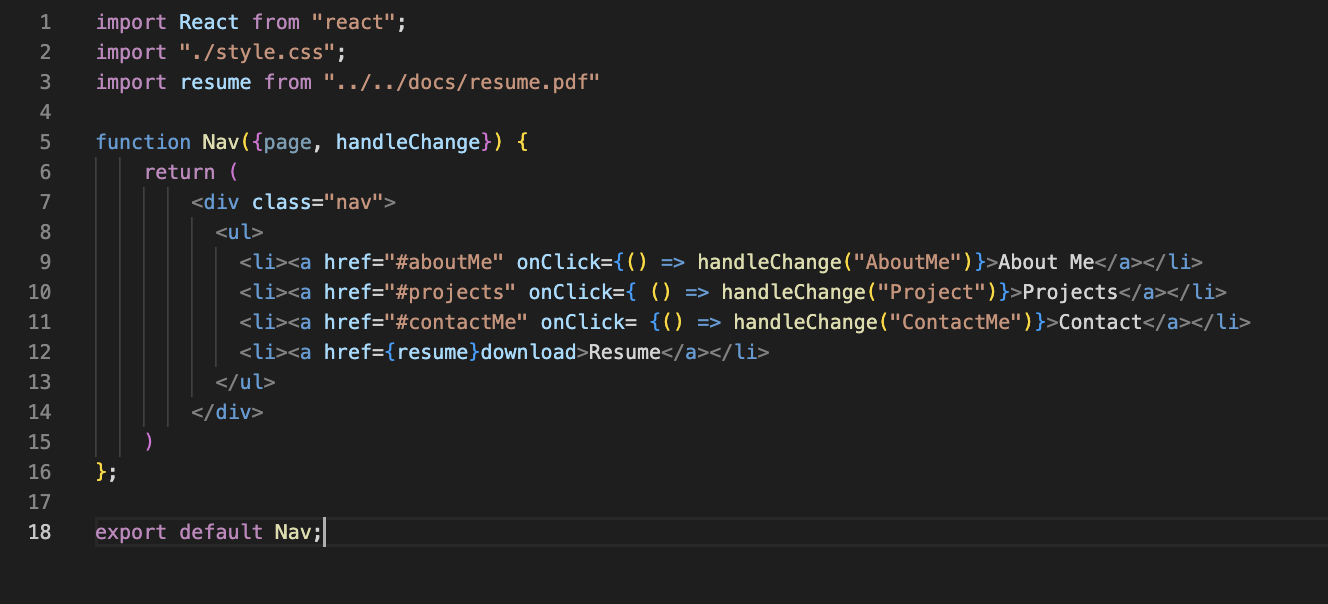 1 import React from "react";
2 import "./style.css";
3 import resume from "../../docs/resume.pdf"
4
5 function Nav({page, handleChange}) {
6     return (
7         <div class="nav">
8           <ul>
9             <li><a href="#aboutMe" onClick={() => handleChange("AboutMe")}>About Me</a></li>
10             <li><a href="#projects" onClick={ () => handleChange("Project")}>Projects</a></li>
11             <li><a href="#contactMe" onClick= {() => handleChange("ContactMe")}>Contact</a></li>
12             <li><a href={resume}download>Resume</a></li>
13           </ul>
14         </div>
15     )
16 };
17
18 export default Nav;